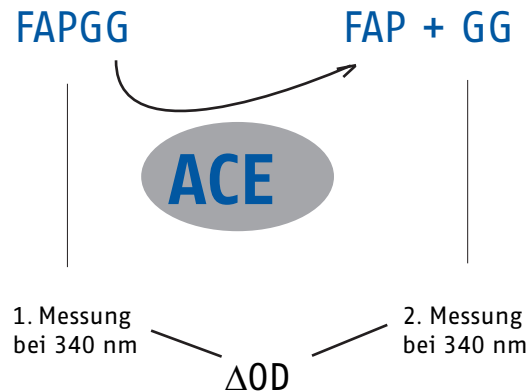 FAPGG
FAP + GG
ACE
1. Messung
bei 340 nm
2. Messung
bei 340 nm
ΔOD